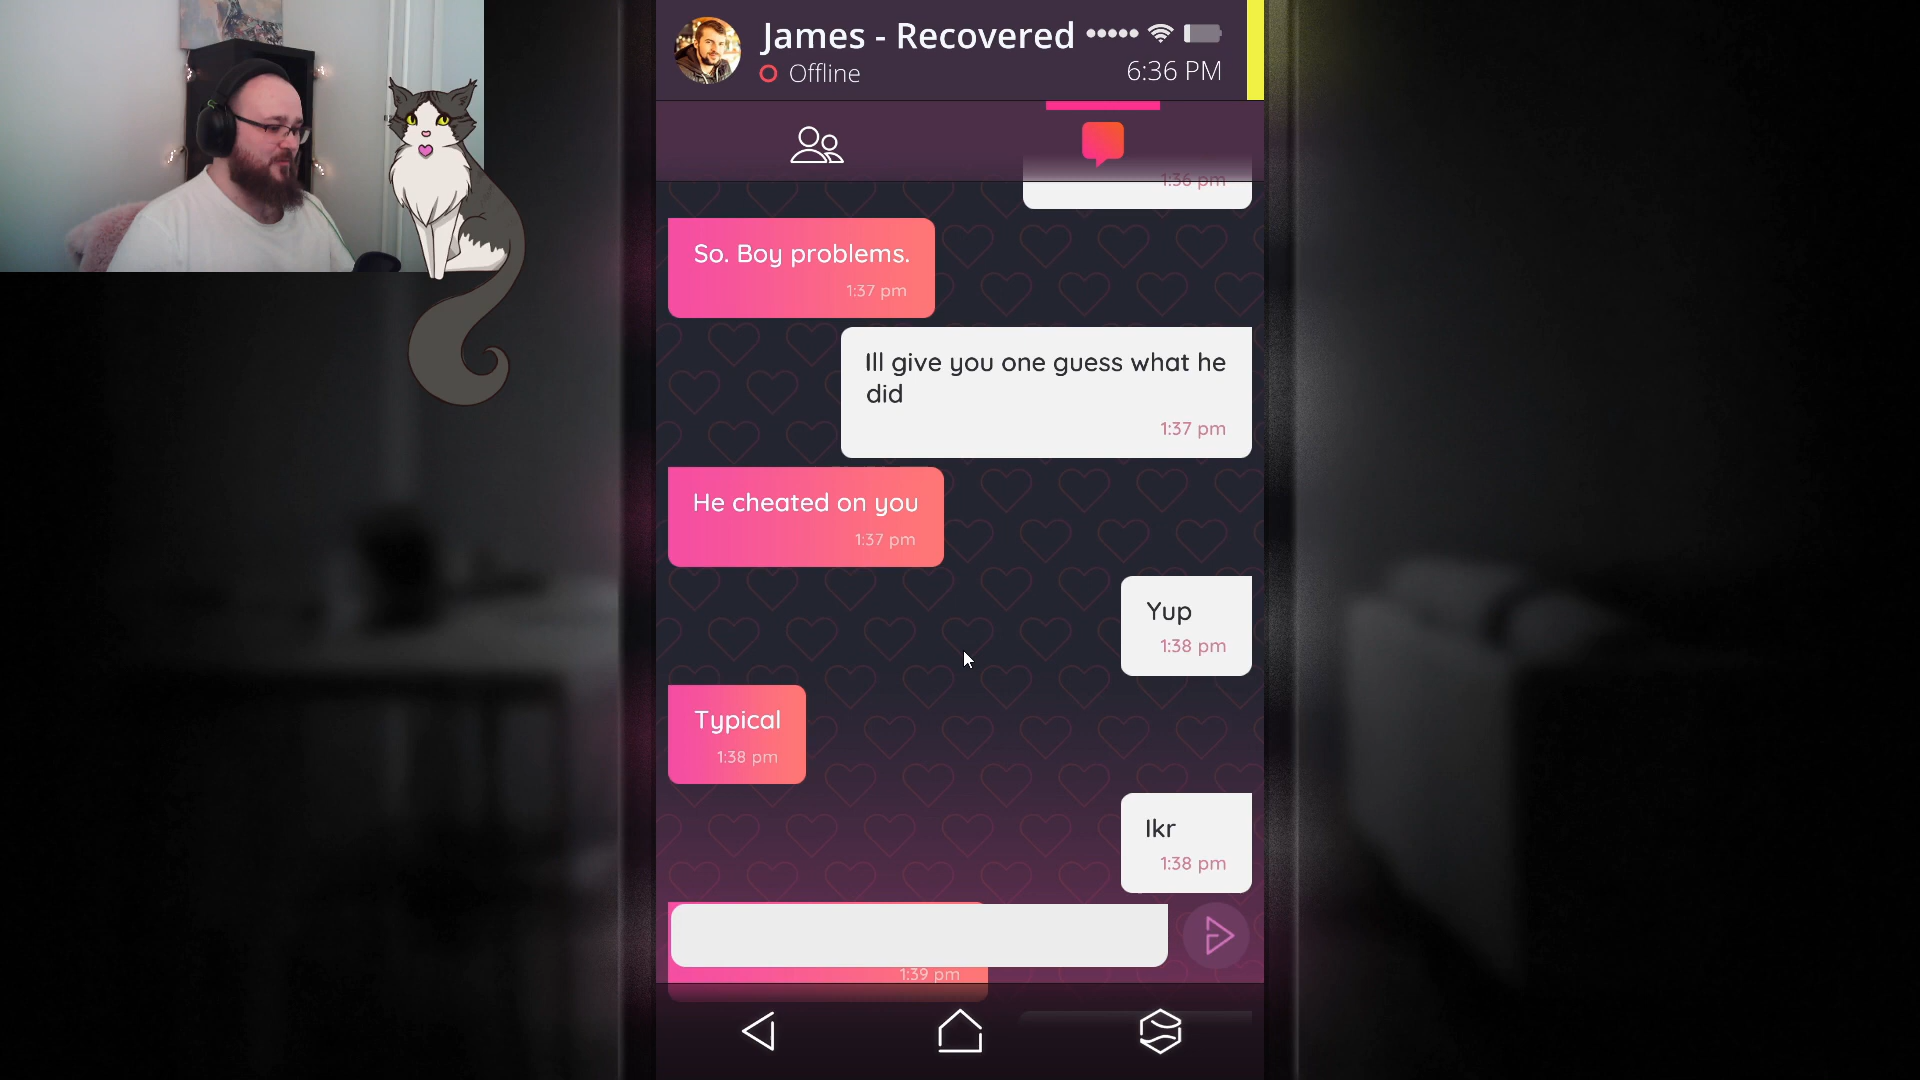 James - Recovered
Offline
6:36 PM
1:36 pm
So. Boy problems.
1:37 pm
Ill give you one guess what he
did
1:37 pm
He cheated on you
1:37 pm
Yup
1:38 pm
Typical
1:38 pm
Ikr
1:38 pm
1:39 pm